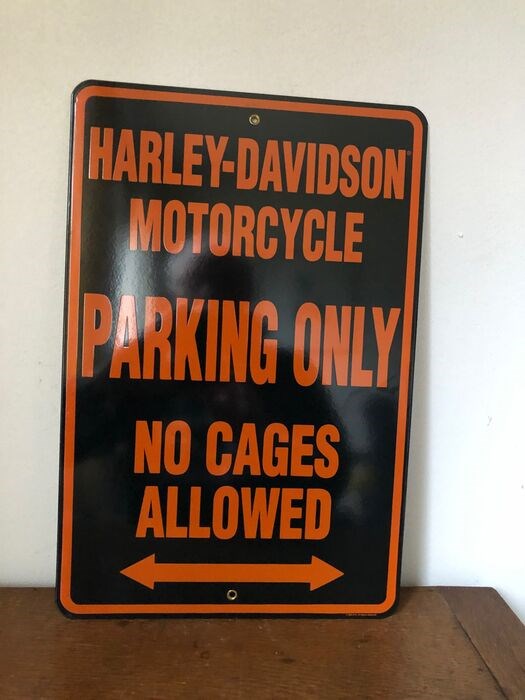 HARLEY-DAVIDSON®
MOTORCYCLE
PARKING ONLY
NO CAGES
ALLOWED